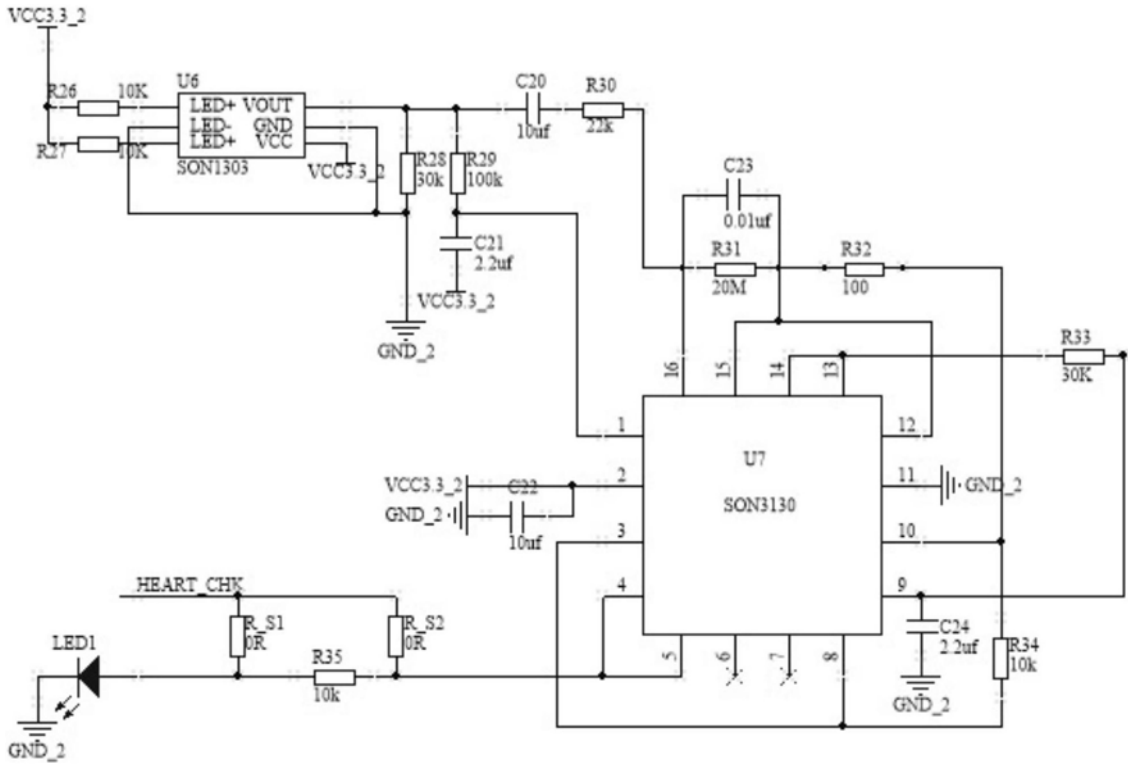 VCC3.3_2
R26 10K
U6
LED+ VOUT
LED- GND
LED+ VCC
R27 10K
SON1303
VCC3.3_2
R28
30k
R29
100k
C20
10uf
R30
22k
C21
2.2uf
VCC3.3_2
GND_2
C23
0.01uf
R31
20M
R32
100
R33
30K
16
15
14
13
1
2
3
4
12
11
10
9
5
6
7
8
U7
SON3130
VCC3.3_2
GND_2
C22
10uf
GND_2
HEART_CHK
R_S1
0R
R_S2
0R
LED1
R35
10k
GND_2
C24
2.2uf
GND_2
R34
10k